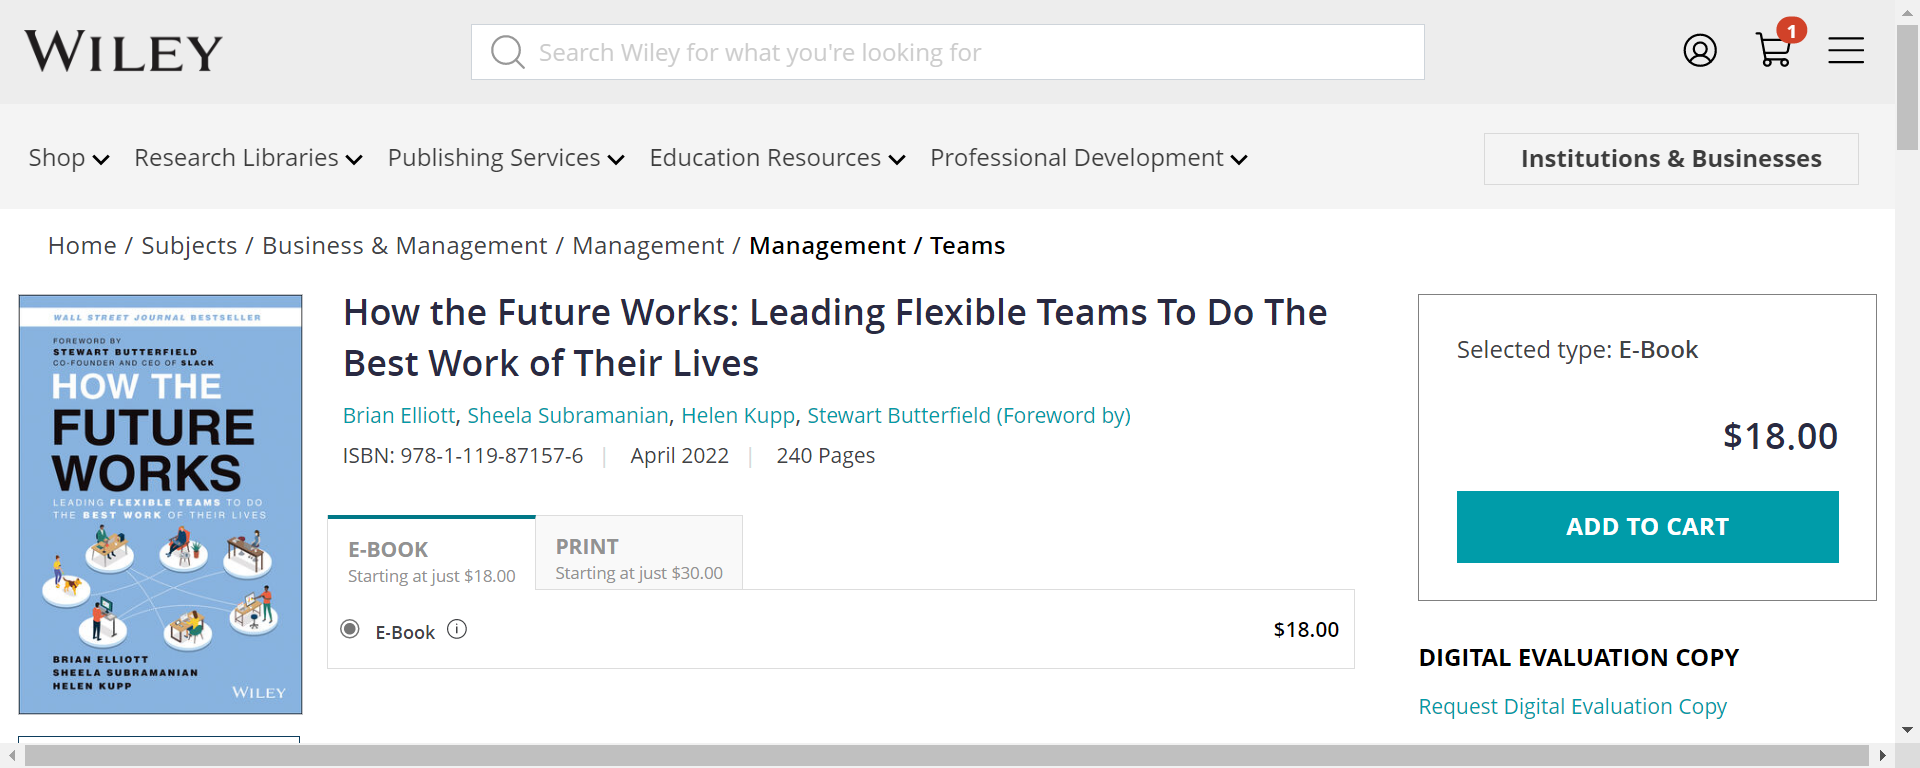 WILEY
Search Wiley for what you're looking for
1
Shop
Research Libraries
Publishing Services
Education Resources
Professional Development
Institutions & Businesses
Home / Subjects / Business & Management / Management / Management / Teams
WALL STREET JOURNAL BESTSELLER
FOREWORD BY
STEWART BUTTERFIELD
CO-FOUNDER AND CEO OF SLACK
HOW THE
FUTURE
WORKS
LEADING FLEXIBLE TEAMS TO DO
THE BEST WORK OF THEIR LIVES
BRIAN ELLIOTT
SHEELA SUBRAMANIAN
HELEN KUPP
WILEY
How the Future Works: Leading Flexible Teams To Do The
Best Work of Their Lives
Brian Elliott, Sheela Subramanian, Helen Kupp, Stewart Butterfield (Foreword by)
ISBN: 978-1-119-87157-6 | April 2022 | 240 Pages
E-BOOK
Starting at just $18.00
PRINT
Starting at just $30.00
E-Book
$18.00
Selected type: E-Book
$18.00
ADD TO CART
DIGITAL EVALUATION COPY
Request Digital Evaluation Copy